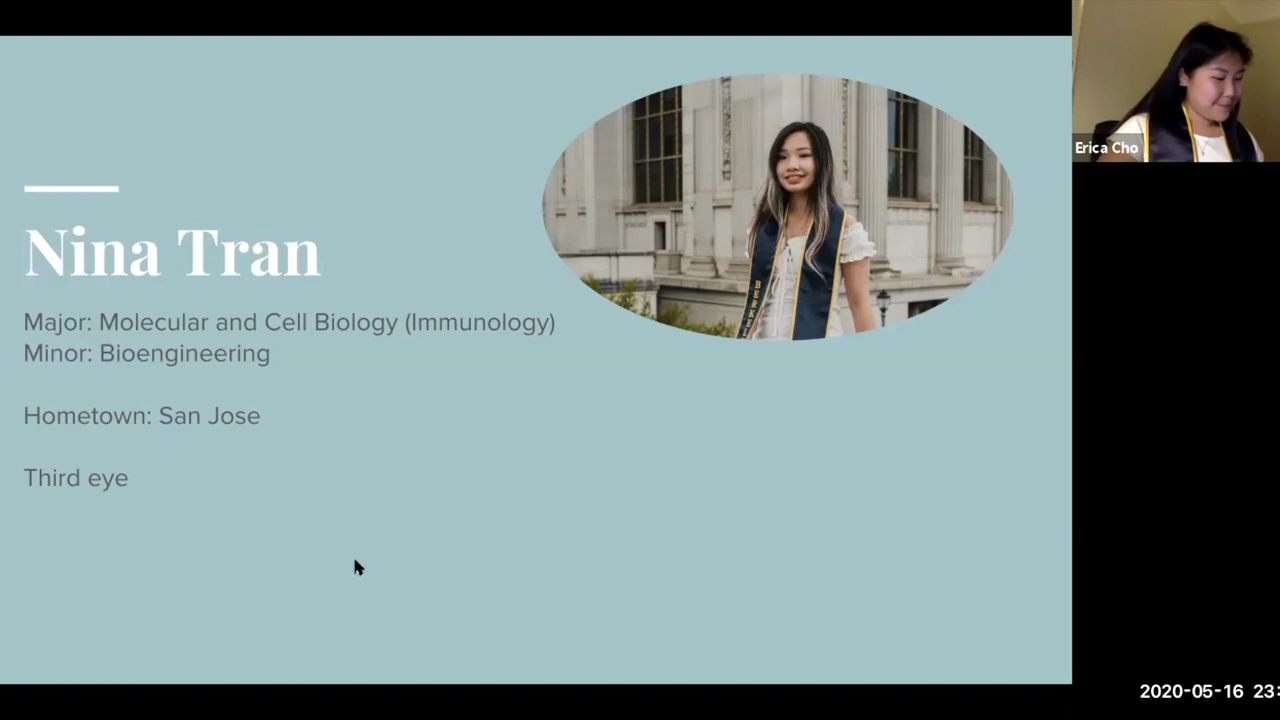 Nina Tran
Major: Molecular and Cell Biology (Immunology)
Minor: Bioengineering
Hometown: San Jose
Third eye
BERKEL
Erica Cho
2020-05-16 23: